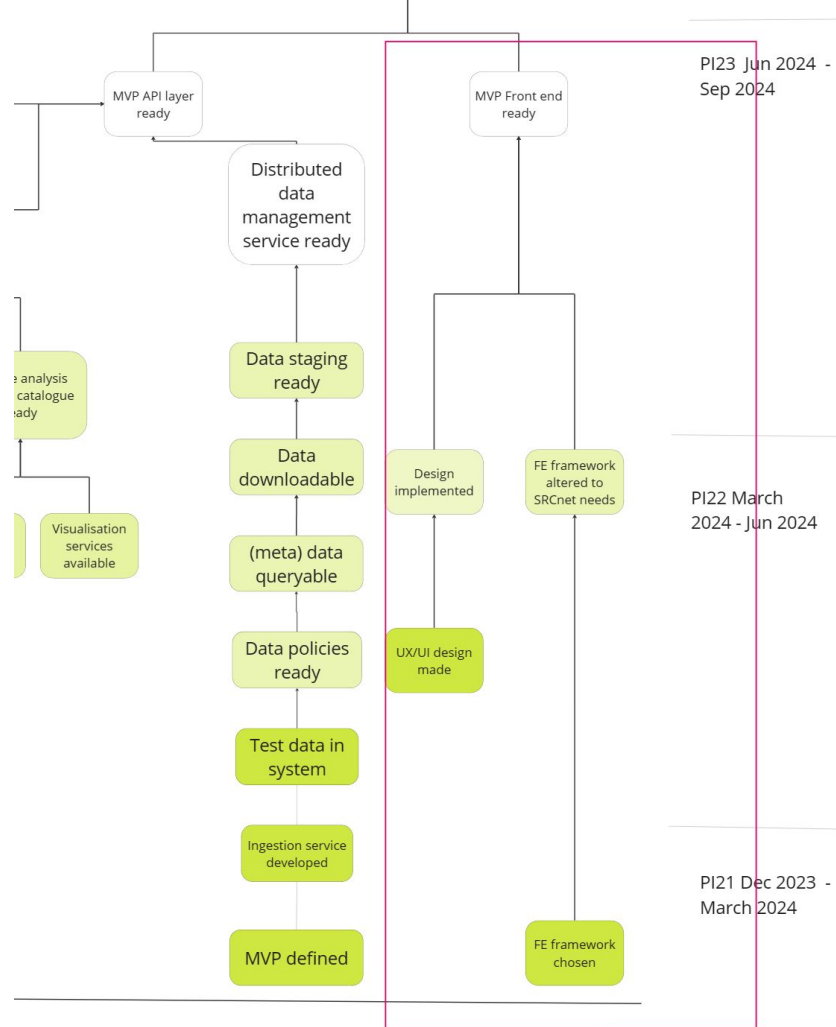 PI23 Jun 2024 -
Sep 2024
MVP API layer
ready
MVP Front end
ready
Distributed
data
management
service ready
Data staging
ready
analysis
catalogue
Data
downloadable
Design
implemented
FE framework
altered to
SRCnet needs
PI22 March
2024 - Jun 2024
Visualisation
services
available
(meta) data
queryable
Data policies
ready
UX/UI design
made
Test data in
system
Ingestion service
developed
PI21 Dec 2023 -
March 2024
MVP defined
FE framework
chosen